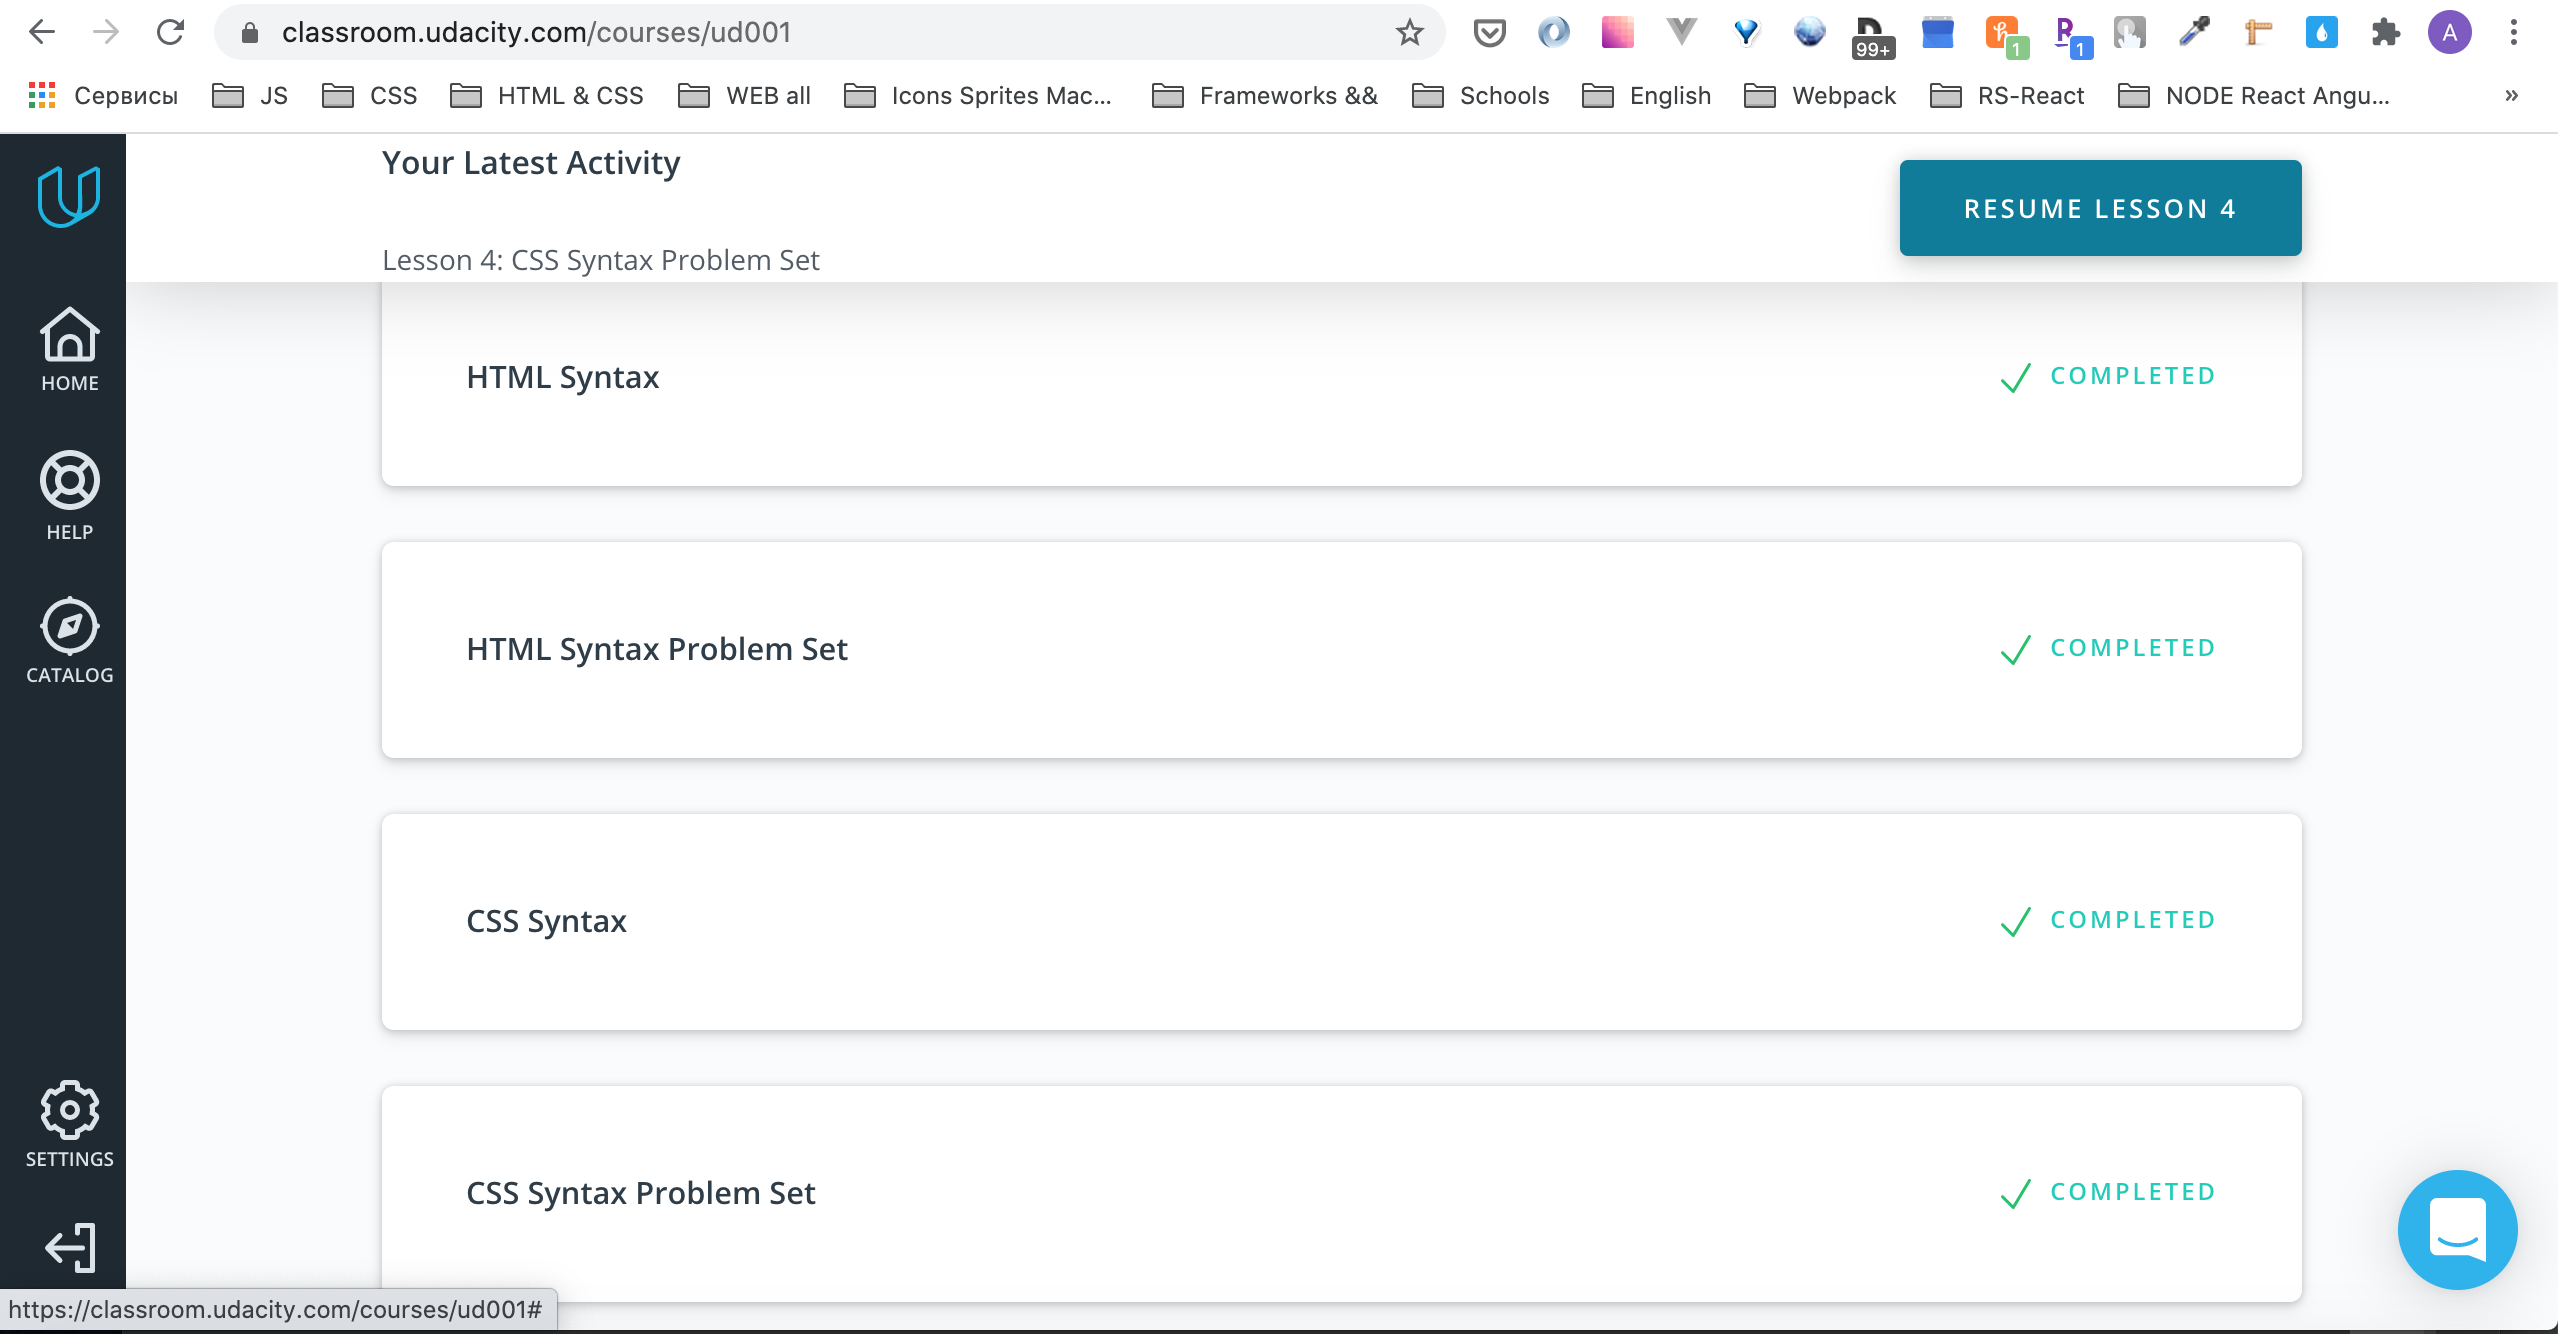 classroom.udacity.com/courses/ud001
99+
1
1
A
Сервисы
JS
CSS
HTML & CSS
WEB all
Icons Sprites Mac...
Frameworks &&
Schools
English
Webpack
RS-React
NODE React Angu...
»
Your Latest Activity
RESUME LESSON 4
Lesson 4: CSS Syntax Problem Set
HOME
HELP
CATALOG
SETTINGS
HTML Syntax
COMPLETED
HTML Syntax Problem Set
COMPLETED
CSS Syntax
COMPLETED
CSS Syntax Problem Set
COMPLETED
https://classroom.udacity.com/courses/ud001#